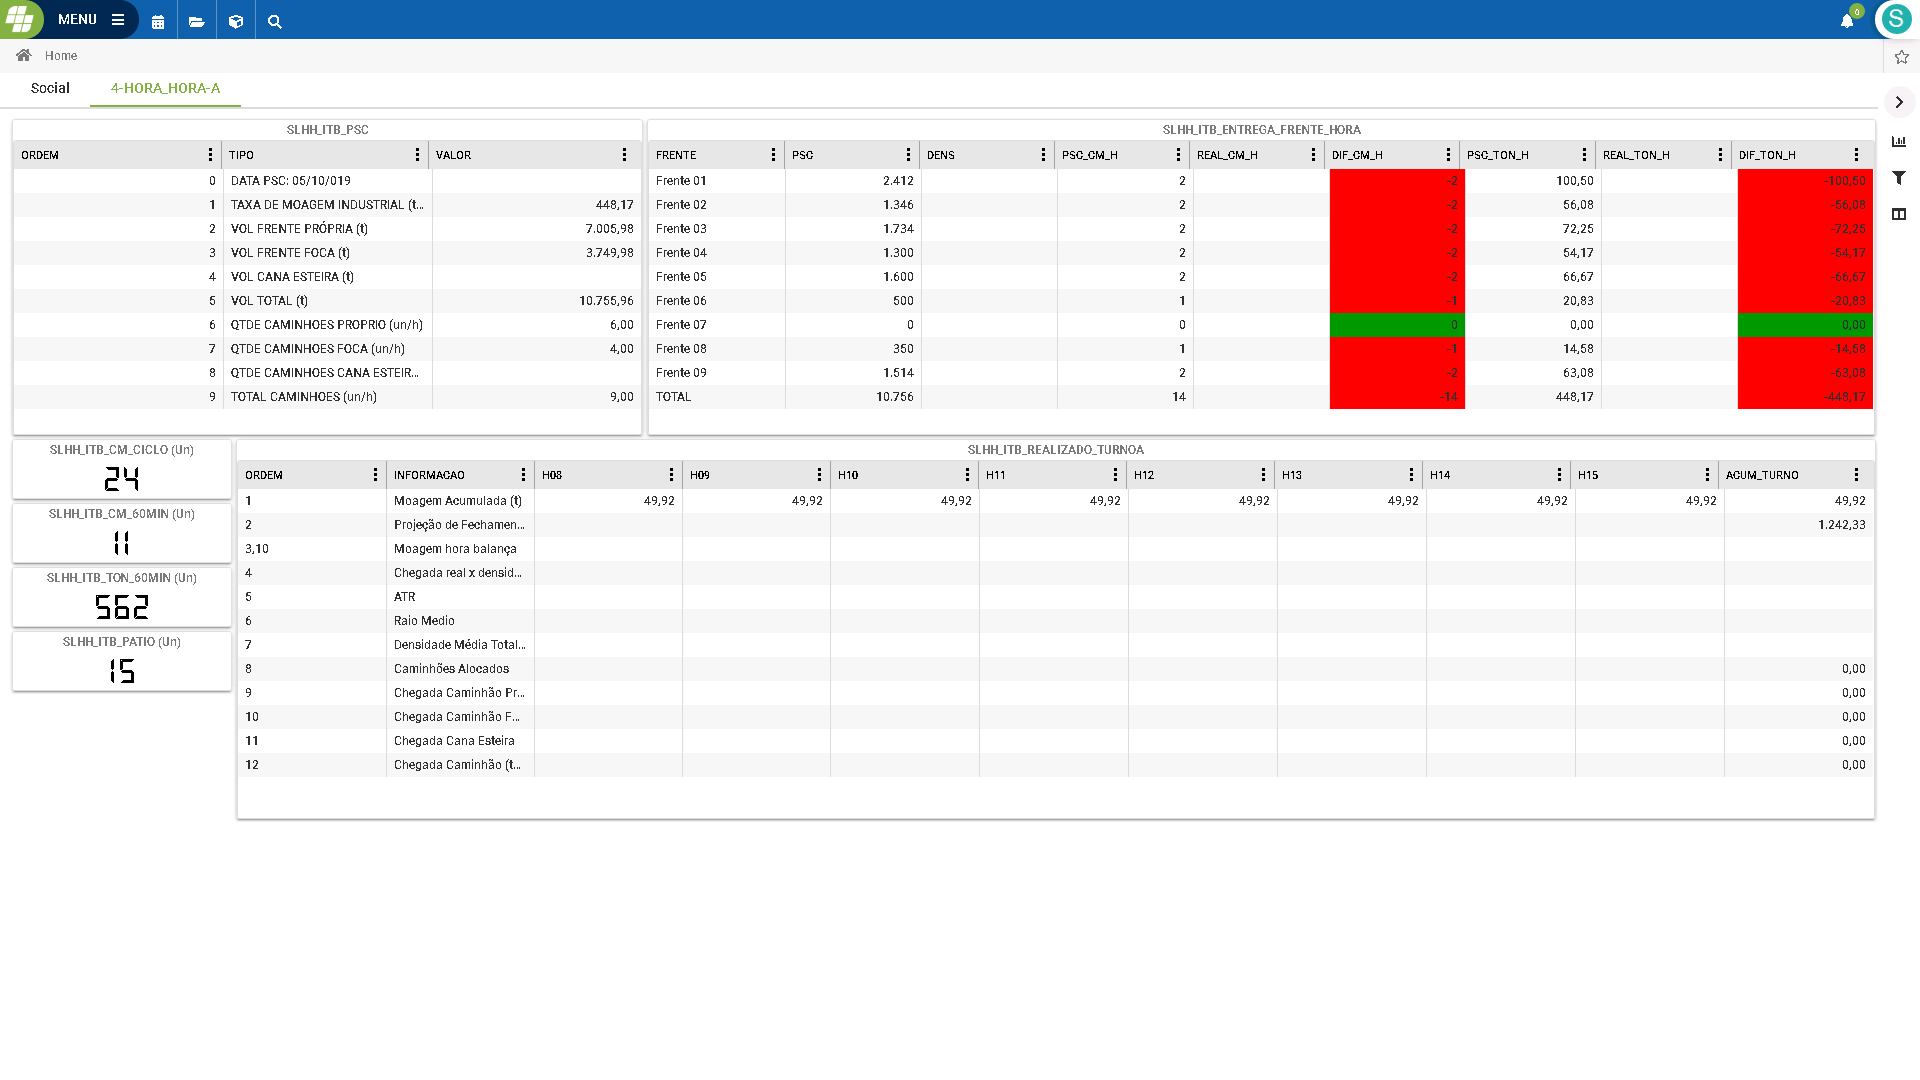 MENU
0
S
Home
Social
4-HORA_HORA-A
SLHH_ITB_PSC
ORDEM TIPO VALOR
0 DATA PSC: 05/10/019
1 TAXA DE MOAGEM INDUSTRIAL (t... 448,17
2 VOL FRENTE PRÓPRIA (t) 7.005,98
3 VOL FRENTE FOCA (t) 3.749,98
4 VOL CANA ESTEIRA (t)
5 VOL TOTAL (t) 10.755,96
6 QTDE CAMINHOES PROPRIO (un/h) 6,00
7 QTDE CAMINHOES FOCA (un/h) 4,00
8 QTDE CAMINHOES CANA ESTEIR...
9 TOTAL CAMINHOES (un/h) 9,00
SLHH_ITB_ENTREGA_FRENTE_HORA
FRENTE PSC DENS PSC_CM_H REAL_CM_H DIF_CM_H PSC_TON_H REAL_TON_H DIF_TON_H
Frente 01 2.412 2 -2 100,50 -100,50
Frente 02 1.346 2 -2 56,08 -56,08
Frente 03 1.734 2 -2 72,25 -72,25
Frente 04 1.300 2 -2 54,17 -54,17
Frente 05 1.600 2 -2 66,67 -66,67
Frente 06 500 1 -1 20,83 -20,83
Frente 07 0 0 0 0,00 0,00
Frente 08 350 1 -1 14,58 -14,58
Frente 09 1.514 2 -2 63,08 -63,08
TOTAL 10.756 14 -14 448,17 -448,17
SLHH_ITB_CM_CICLO (Un)
24
SLHH_ITB_CM_60MIN (Un)
11
SLHH_ITB_TON_60MIN (Un)
562
SLHH_ITB_PATIO (Un)
15
SLHH_ITB_REALIZADO_TURNOA
ORDEM INFORMACAO H08 H09 H10 H11 H12 H13 H14 H15 ACUM_TURNO
1 Moagem Acumulada (t) 49,92 49,92 49,92 49,92 49,92 49,92 49,92 49,92 49,92
2 Projeção de Fechamen... 1.242,33
3,10 Moagem hora balança
4 Chegada real x densid...
5 ATR
6 Raio Medio
7 Densidade Média Total...
8 Caminhões Alocados 0,00
9 Chegada Caminhão Pr... 0,00
10 Chegada Caminhão F... 0,00
11 Chegada Cana Esteira 0,00
12 Chegada Caminhão (t... 0,00